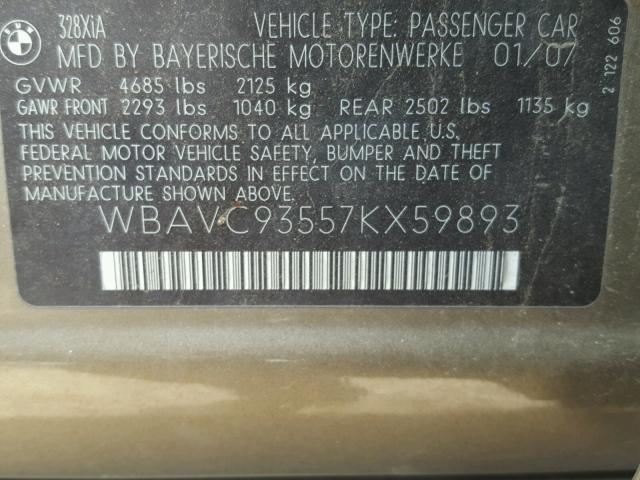 BMW
328XiA VEHICLE TYPE: PASSENGER CAR
MFD BY BAYERISCHE MOTORENWERKE 01/07
GVWR 4685 lbs 2125 kg
GAWR FRONT 2293 lbs 1040 kg REAR 2502 lbs 1135 kg
THIS VEHICLE CONFORMS TO ALL APPLICABLE U.S.
FEDERAL MOTOR VEHICLE SAFETY, BUMPER AND THEFT
PREVENTION STANDARDS IN EFFECT ON THE DATE OF
MANUFACTURE SHOWN ABOVE.
WBAVC93557KX59893
2 122 606